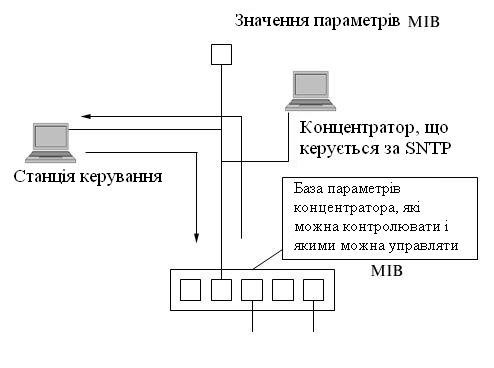 Значення параметрів MIB
Концентратор, що
керується за SNTP
Станція керування
База параметрів
концентратора, які
можна контролювати і
якими можна управляти
MIB